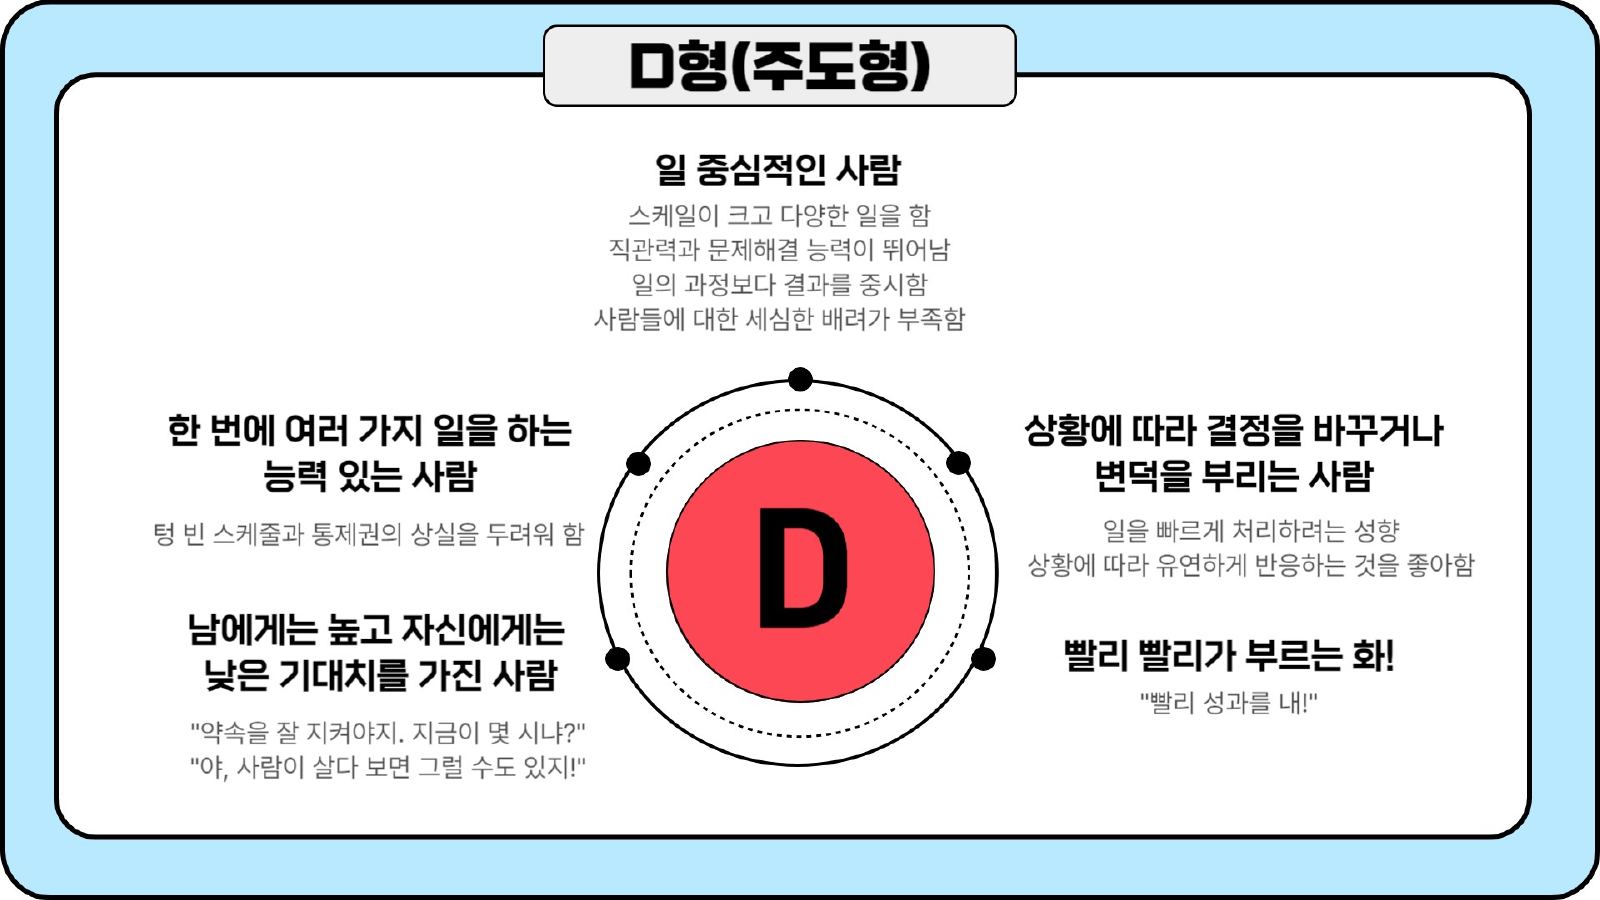 D형(주도형)
일 중심적인 사람
스케일이 크고 다양한 일을 함
직관력과 문제해결 능력이 뛰어남
일의 과정보다 결과를 중시함
사람들에 대한 세심한 배려가 부족함
한 번에 여러 가지 일을 하는
능력 있는 사람
텅 빈 스케줄과 통제권의 상실을 두려워 함
남에게는 높고 자신에게는
낮은 기대치를 가진 사람
"약속을 잘 지켜야지. 지금이 몇 시냐?"
"야, 사람이 살다 보면 그럴 수도 있지!"
D
상황에 따라 결정을 바꾸거나
변덕을 부리는 사람
일을 빠르게 처리하려는 성향
상황에 따라 유연하게 반응하는 것을 좋아함
빨리 빨리가 부르는 화!
"빨리 성과를 내!"